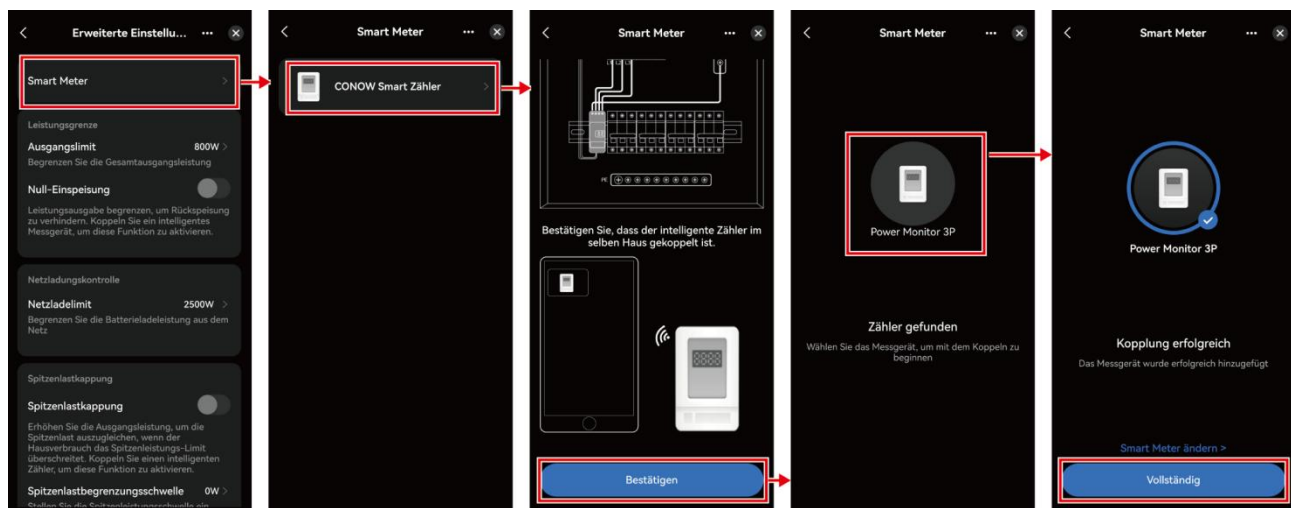 Erweiterte Einstellu...
Smart Meter
Leistungsgrenze
Ausgangslimit 800W
Begrenzen Sie die Gesamtausgangsleistung
Null-Einspeisung
Leistungsausgabe begrenzen, um Rückspeisung
zu verhindern. Koppeln Sie ein intelligentes
Messgerät, um diese Funktion zu aktivieren.
Netzladungskontrolle
Netzladelimit 2500W
Begrenzen Sie die Batterieladeleistung aus dem
Netz
Spitzenlastkappung
Spitzenlastkappung
Erhöhen Sie die Ausgangsleistung, um die
Spitzenlast auszugleichen, wenn der
Hausverbrauch das Spitzenleistungs-Limit
überschreitet. Koppeln Sie einen intelligenten
Zähler, um diese Funktion zu aktivieren.
Spitzenlastbegrenzungsschwelle 0W
Stellen Sie die Spitzenleistungsschwelle ein
Smart Meter
CONOW Smart Zähler
Smart Meter
PE
Bestätigen Sie, dass der intelligente Zähler im
selben Haus gekoppelt ist.
8888
Bestätigen
Smart Meter
Power Monitor 3P
Zähler gefunden
Wählen Sie das Messgerät, um mit dem Koppeln zu
beginnen
Smart Meter
Power Monitor 3P
Kopplung erfolgreich
Das Messgerät wurde erfolgreich hinzugefügt
Smart Meter ändern >
Vollständig